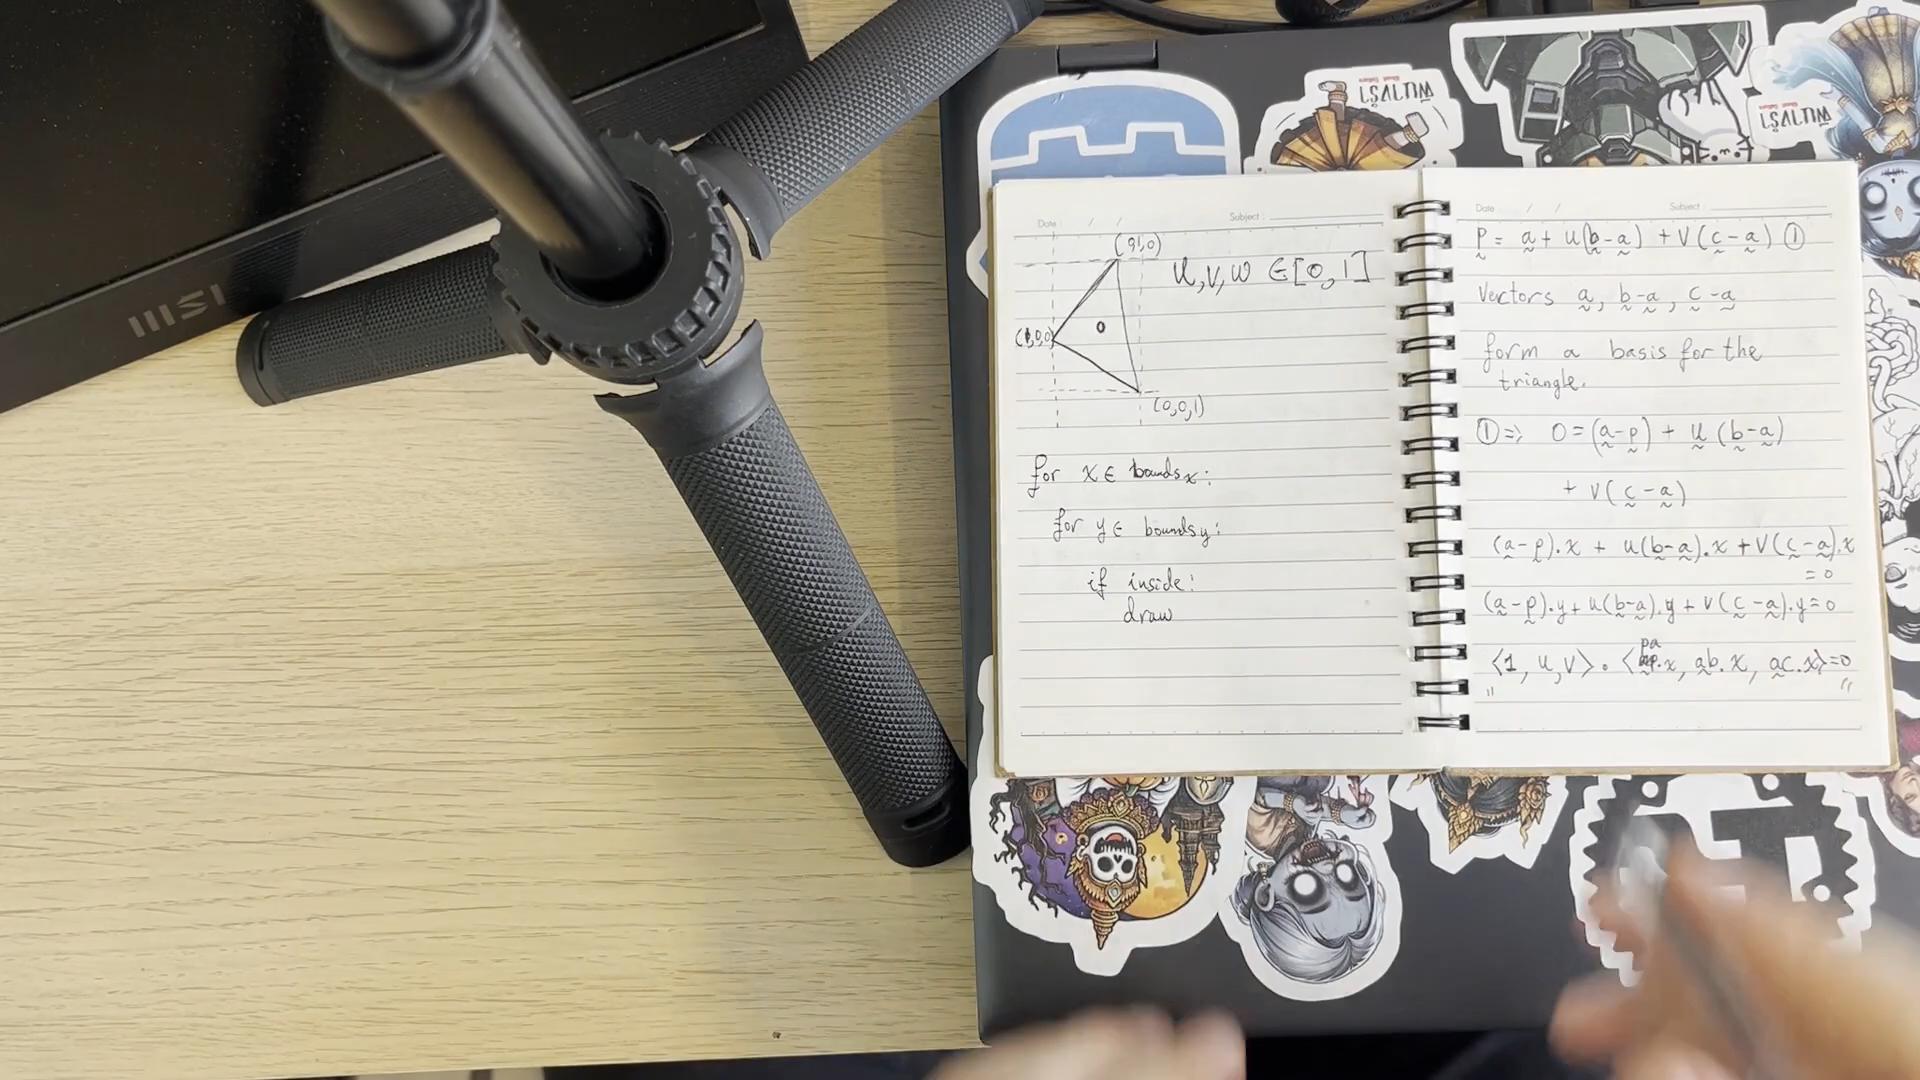 msi
LSALTIM
LSALTIM
Date: / /
Subject:
(0,1,0)
u,v,w ∈ [0,1]
(1,0,0)
(0,0,1)
for x ∈ bounds x:
for y ∈ bounds y:
if inside:
draw
Date: / /
Subject:
p = a + u(b-a) + v(c-a) ①
Vectors a, b-a, c-a
form a basis for the
triangle.
① => 0 = (a-p) + u(b-a)
+ v(c-a)
(a-p).x + u(b-a).x + v(c-a).x
= 0
(a-p).y + u(b-a).y + v(c-a).y = 0
<1, u, v> • <pa.x, ab.x, ac.x> = 0
" "